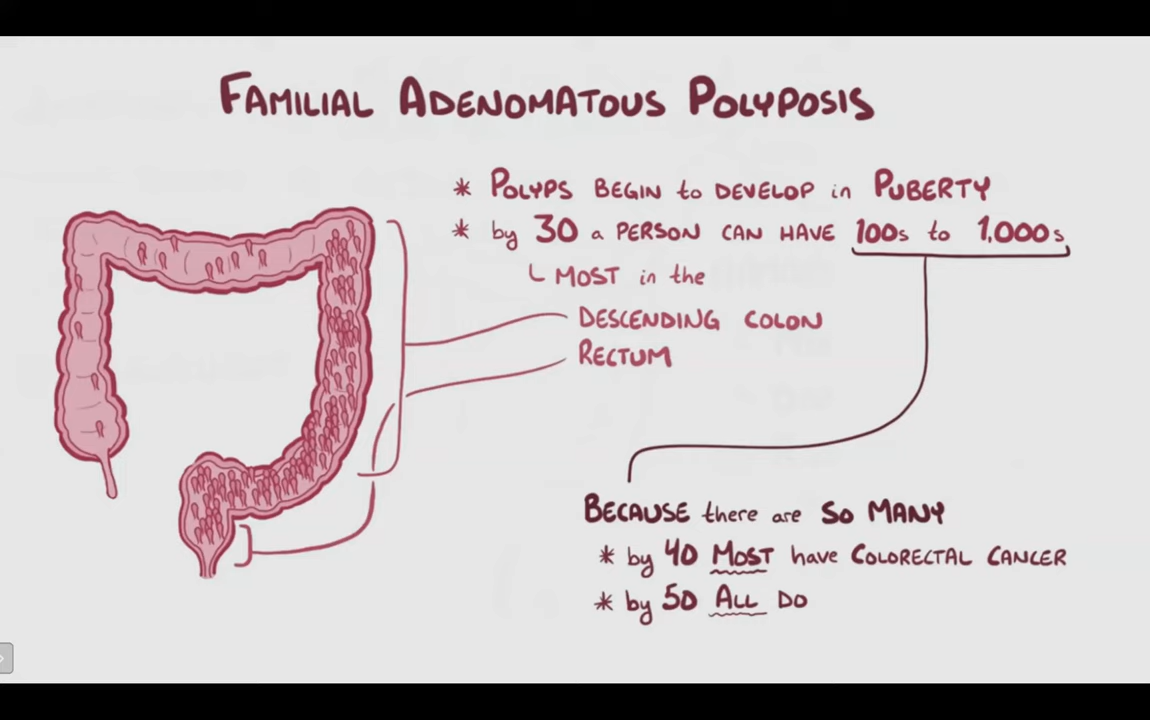 FAMILIAL ADENOMATOUS POLYPOSIS
* POLYPS BEGIN to DEVELOP in PUBERTY
* by 30 a PERSON CAN HAVE 100s to 1,000s
MOST in the
DESCENDING COLON
RECTUM
BECAUSE there are SO MANY
* by 40 MOST have COLORECTAL CANCER
* by 50 ALL DO